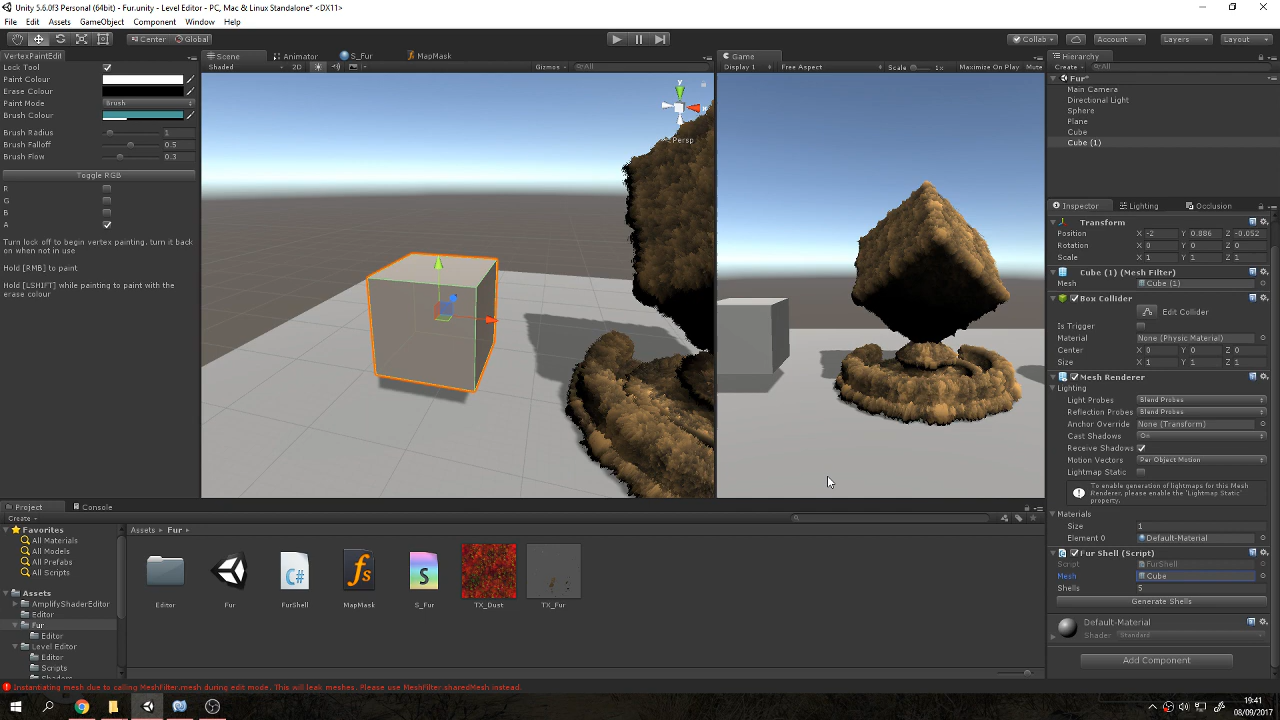 Unity 5.6.0f3 Personal (64bit) - Fur.unity - Level Editor - PC, Mac & Linux Standalone* <DX11>
File Edit Assets GameObject Component Window Help
Center Global Collab Account Layers Layout
VertexPaintEdit
Lock Tool
Paint Colour
Erase Colour
Paint Mode Brush
Brush Colour
Brush Radius 1
Brush Falloff 0.5
Brush Flow 0.3
Toggle RGB
R
G
B
A
Turn lock off to begin vertex painting, turn it back
on when not in use
Hold [RMB] to paint
Hold [LSHIFT] while painting to paint with the
erase colour
Scene Animator S_Fur MapMask
Shaded 2D Gizmos All
y
Persp
Game
Display 1 Free Aspect Scale 1x Maximize On Play Mute
Hierarchy
Create All
Fur*
Main Camera
Directional Light
Sphere
Plane
Cube
Cube (1)
Inspector Lighting Occlusion
Transform
Position X -2 Y 0.886 Z -0.052
Rotation X 0 Y 0 Z 0
Scale X 1 Y 1 Z 1
Cube (1) (Mesh Filter)
Mesh Cube (1)
Box Collider
Edit Collider
Is Trigger
Material None (Physic Material)
Center X 0 Y 0 Z 0
Size X 1 Y 1 Z 1
Mesh Renderer
Lighting
Light Probes Blend Probes
Reflection Probes Blend Probes
Anchor Override None (Transform)
Cast Shadows On
Receive Shadows
Motion Vectors Per Object Motion
Lightmap Static
To enable generation of lightmaps for this Mesh
Renderer, please enable the 'Lightmap Static'
property.
Materials
Size 1
Element 0 Default-Material
Fur Shell (Script)
Script FurShell
Mesh Cube
Shells 5
Generate Shells
Default-Material
Shader Standard
Add Component
Project Console
Create
Favorites
All Materials
All Models
All Prefabs
All Scripts
Assets
AmplifyShaderEditor
Editor
Fur
Editor
Level Editor
Editor
Scripts
Assets Fur
Editor Fur FurShell MapMask S_Fur TX_Dust TX_Fur
Instantiating mesh due to calling MeshFilter.mesh during edit mode. This will leak meshes. Please use MeshFilter.sharedMesh instead.
19:41
08/09/2017